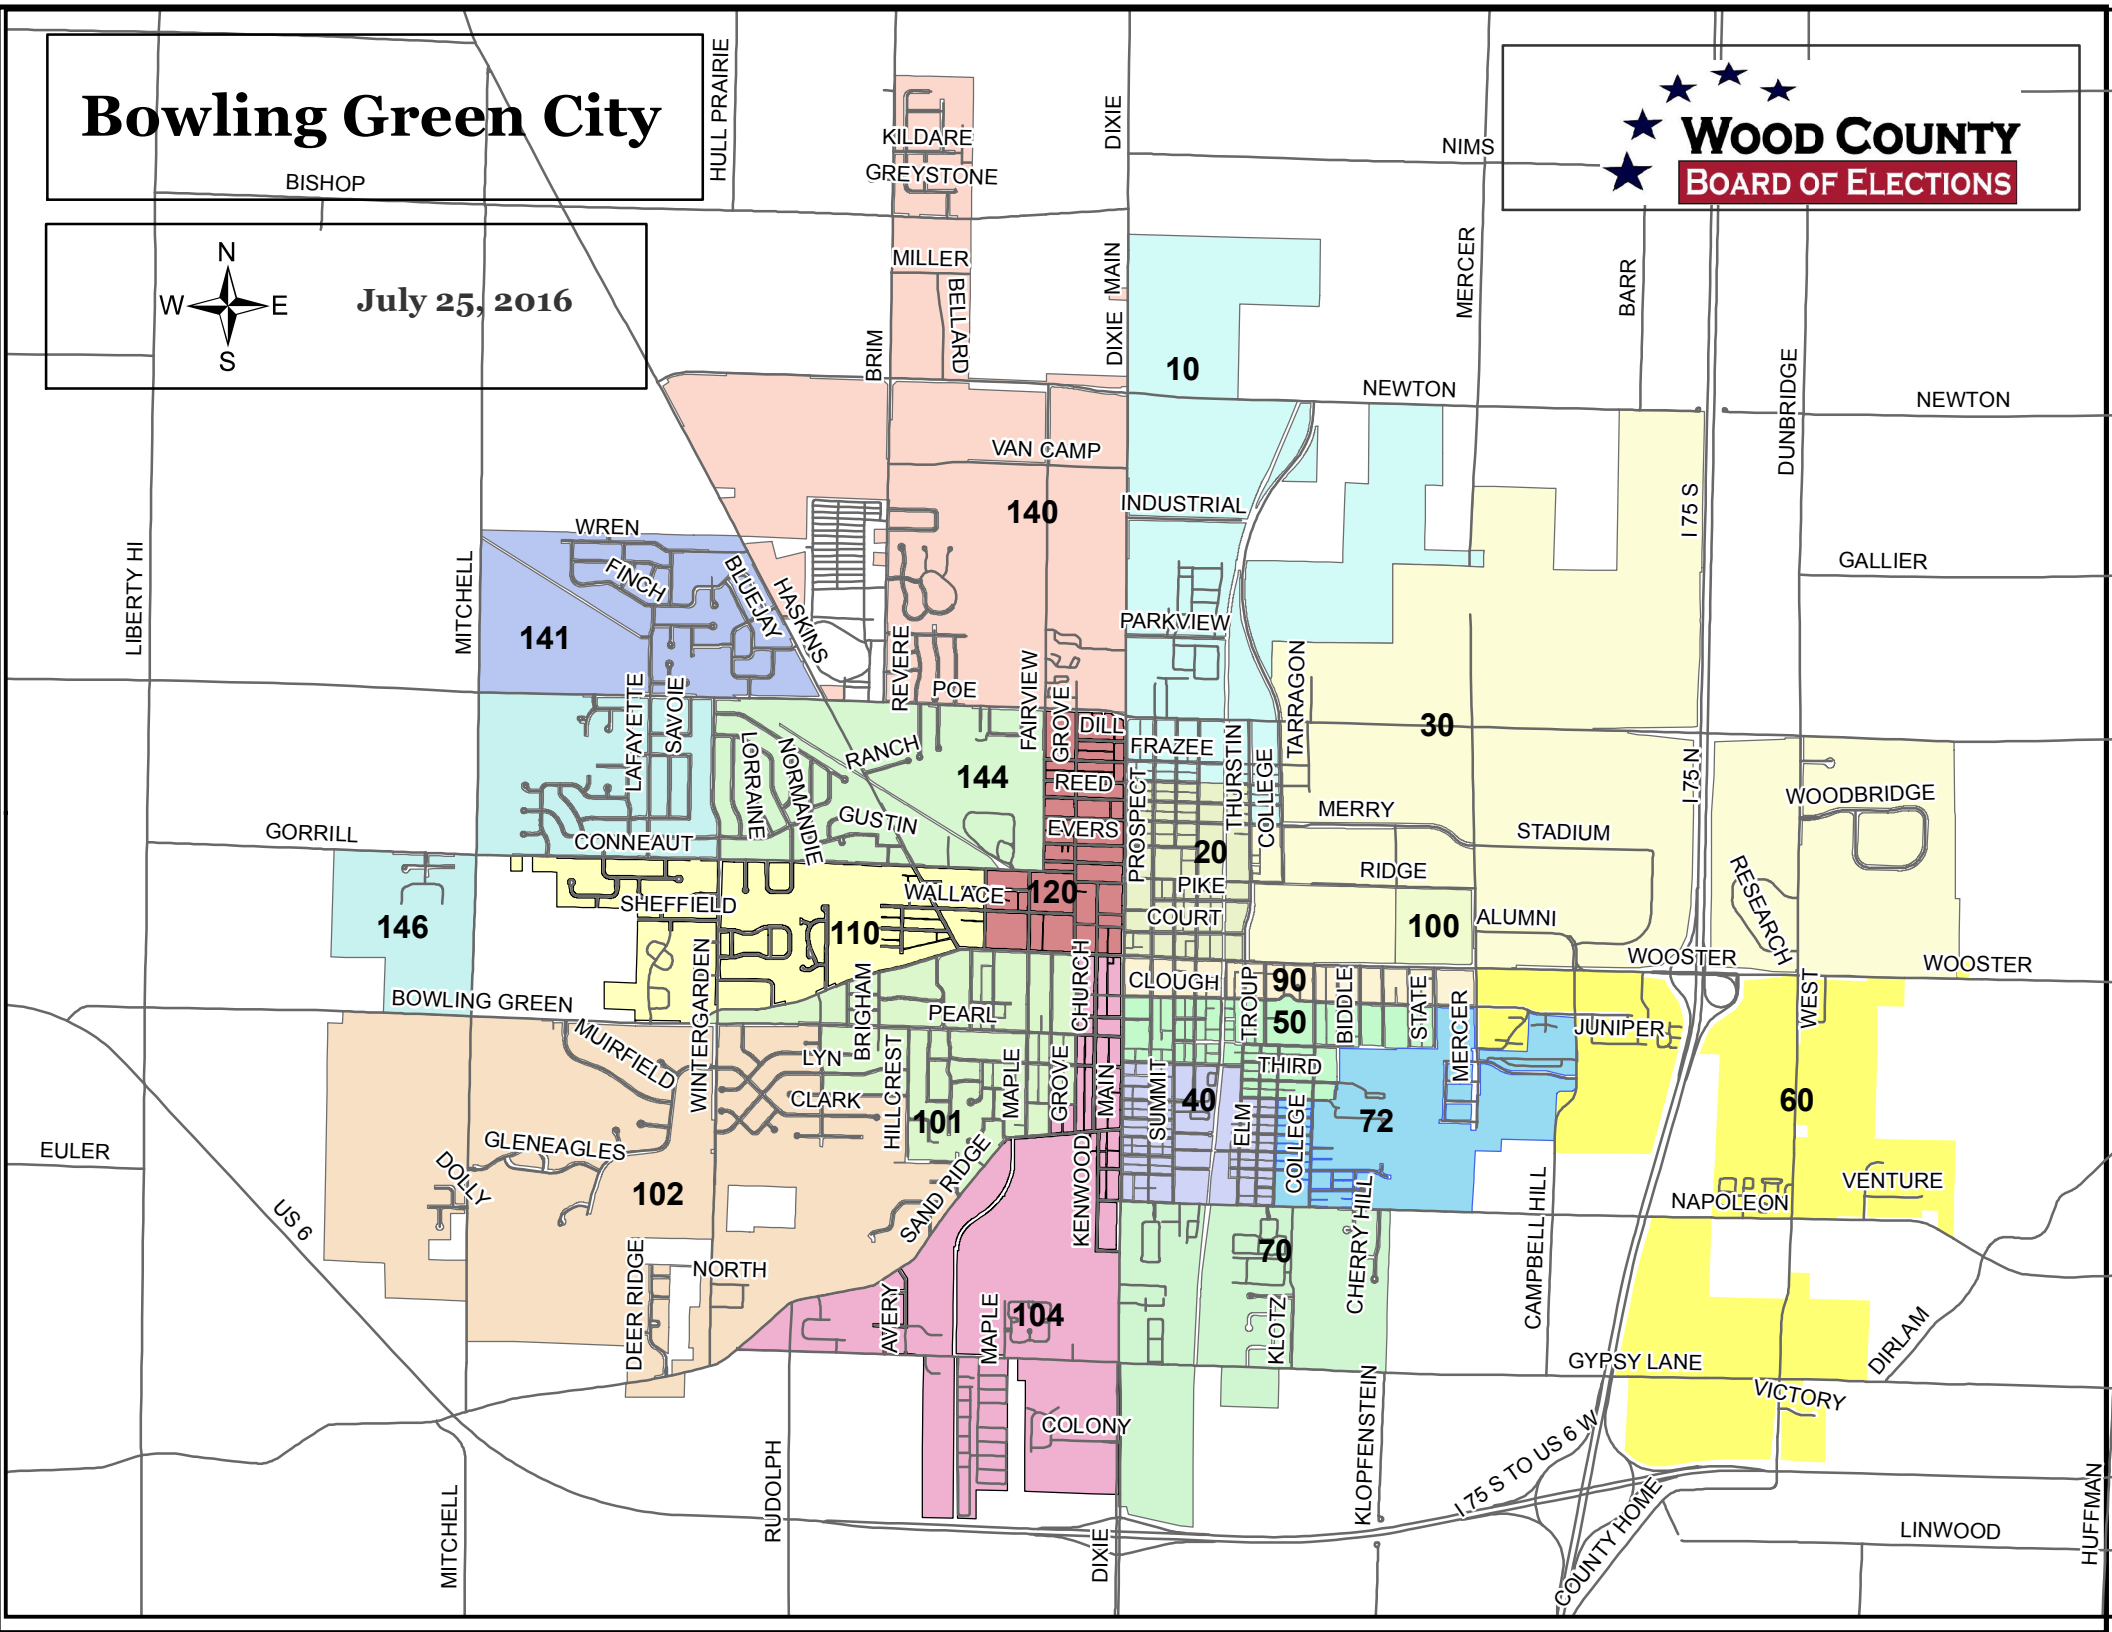 Bowling Green City
WOOD COUNTY
BOARD OF ELECTIONS
N
W E
S
July 25, 2016
HULL PRAIRIE
DIXIE
KILDARE
GREYSTONE
NIMS
BISHOP
MILLER
BELLARD
BRIM
MAIN
DIXIE
MERCER
BARR
DUNBRIDGE
10
NEWTON
NEWTON
VAN CAMP
140
INDUSTRIAL
I 75 S
WREN
FINCH
BLUEJAY
HASKINS
LIBERTY HI
MITCHELL
141
GALLIER
PARKVIEW
REVERE
POE
FAIRVIEW
GROVE
TARRAGON
LAFAYETTE
SAVOIE
LORRAINE
NORMANDIE
RANCH
144
GUSTIN
DILL
FRAZEE
REED
EVERS
PROSPECT
THURSTIN
COLLEGE
30
I 75 N
MERRY
STADIUM
WOODBRIDGE
GORRILL
CONNEAUT
20
RIDGE
RESEARCH
146
SHEFFIELD
WALLACE
120
PIKE
COURT
100
ALUMNI
110
WOOSTER
WOOSTER
WINTERGARDEN
BRIGHAM
CHURCH
CLOUGH
TROUP
90
BIDDLE
STATE
MERCER
WEST
BOWLING GREEN
PEARL
50
JUNIPER
MUIRFIELD
LYN
HILLCREST
MAPLE
GROVE
MAIN
SUMMIT
THIRD
CLARK
101
40
ELM
COLLEGE
72
60
EULER
GLENEAGLES
DOLLY
102
SAND RIDGE
KENWOOD
CHERRY HILL
CAMPBELL HILL
NAPOLEON
VENTURE
US 6
DEER RIDGE
NORTH
70
AVERY
MAPLE
104
KLOTZ
DIRLAM
GYPSY LANE
VICTORY
COLONY
KLOPFENSTEIN
I 75 S TO US 6 W
RUDOLPH
MITCHELL
DIXIE
COUNTY HOME
LINWOOD
HUFFMAN